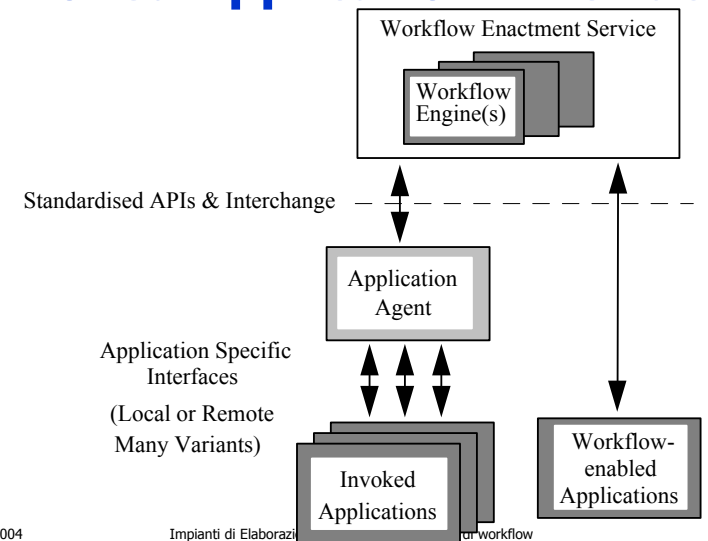 Workflow Enactment Service
Workflow
Engine(s)
Standardised APIs & Interchange
Application
Agent
Application Specific
Interfaces
(Local or Remote
Many Variants)
Invoked
Applications
Workflow-
enabled
Applications
004 Impianti di workflow